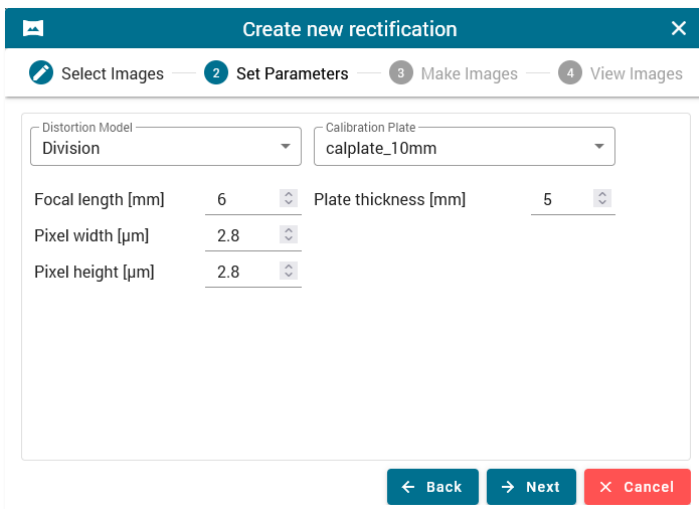 Create new rectification
Select Images 2 Set Parameters 3 Make Images 4 View Images
Distortion Model Calibration Plate
Division calplate_10mm
Focal length [mm] 6 Plate thickness [mm] 5
Pixel width [µm] 2.8
Pixel height [µm] 2.8
Back Next Cancel